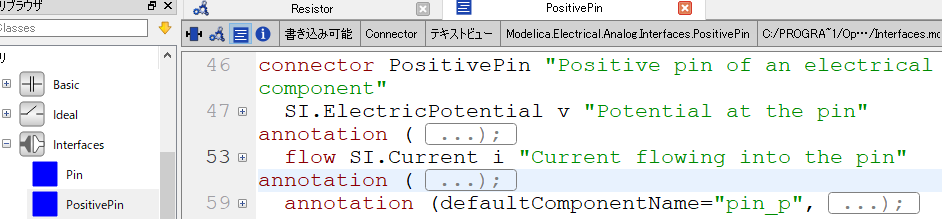 リブラウザ
Classes
リ
Basic
Ideal
Interfaces
Pin
PositivePin
Resistor
PositivePin
書き込み可能 Connector テキストビュー Modelica.Electrical.Analog.Interfaces.PositivePin C:/PROGRA~1/Op···/Interfaces.mo
46 connector PositivePin "Positive pin of an electrical
component"
47 SI.ElectricPotential v "Potential at the pin"
annotation ( ...);
53 flow SI.Current i "Current flowing into the pin"
annotation ( ...);
59 annotation (defaultComponentName="pin_p", ...);